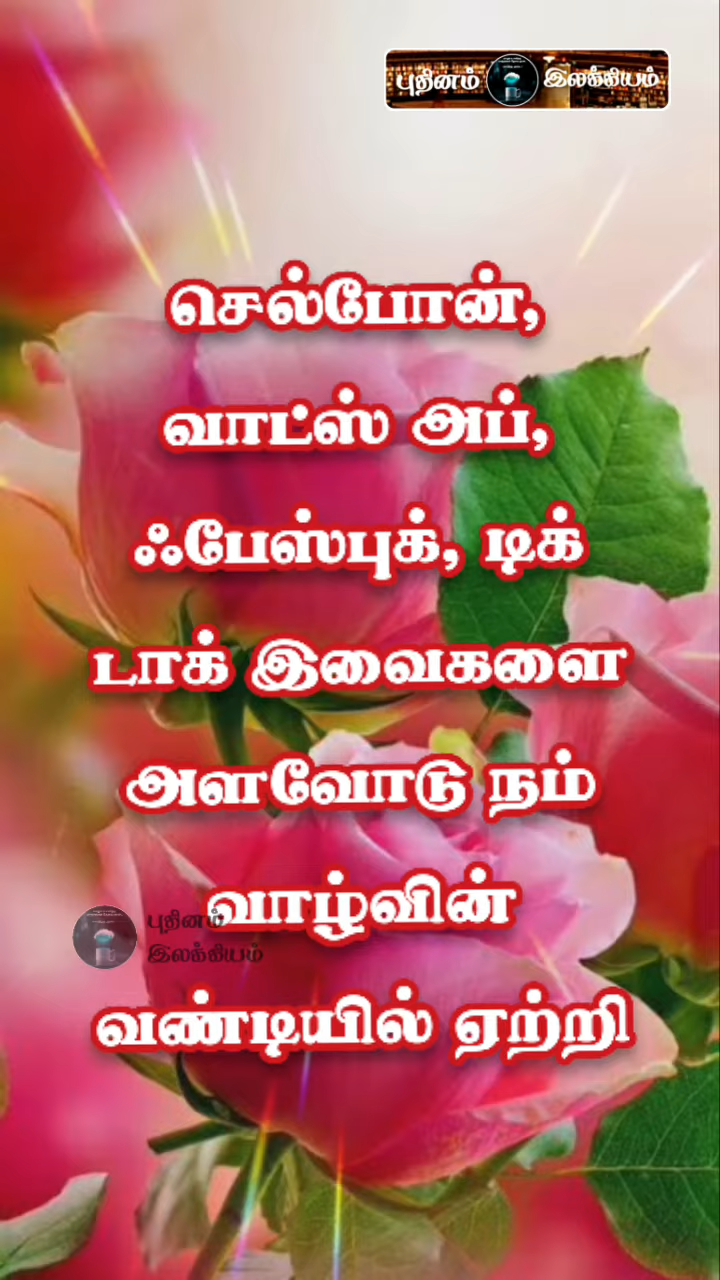 புதினம் இலக்கியம்
செல்போன்,
வாட்ஸ் அப்,
ஃபேஸ்புக், டிக்
டாக் இவைகளை
அளவோடு நம்
வாழ்வின்
புதினம்
இலக்கியம்
வண்டியில் ஏற்றி